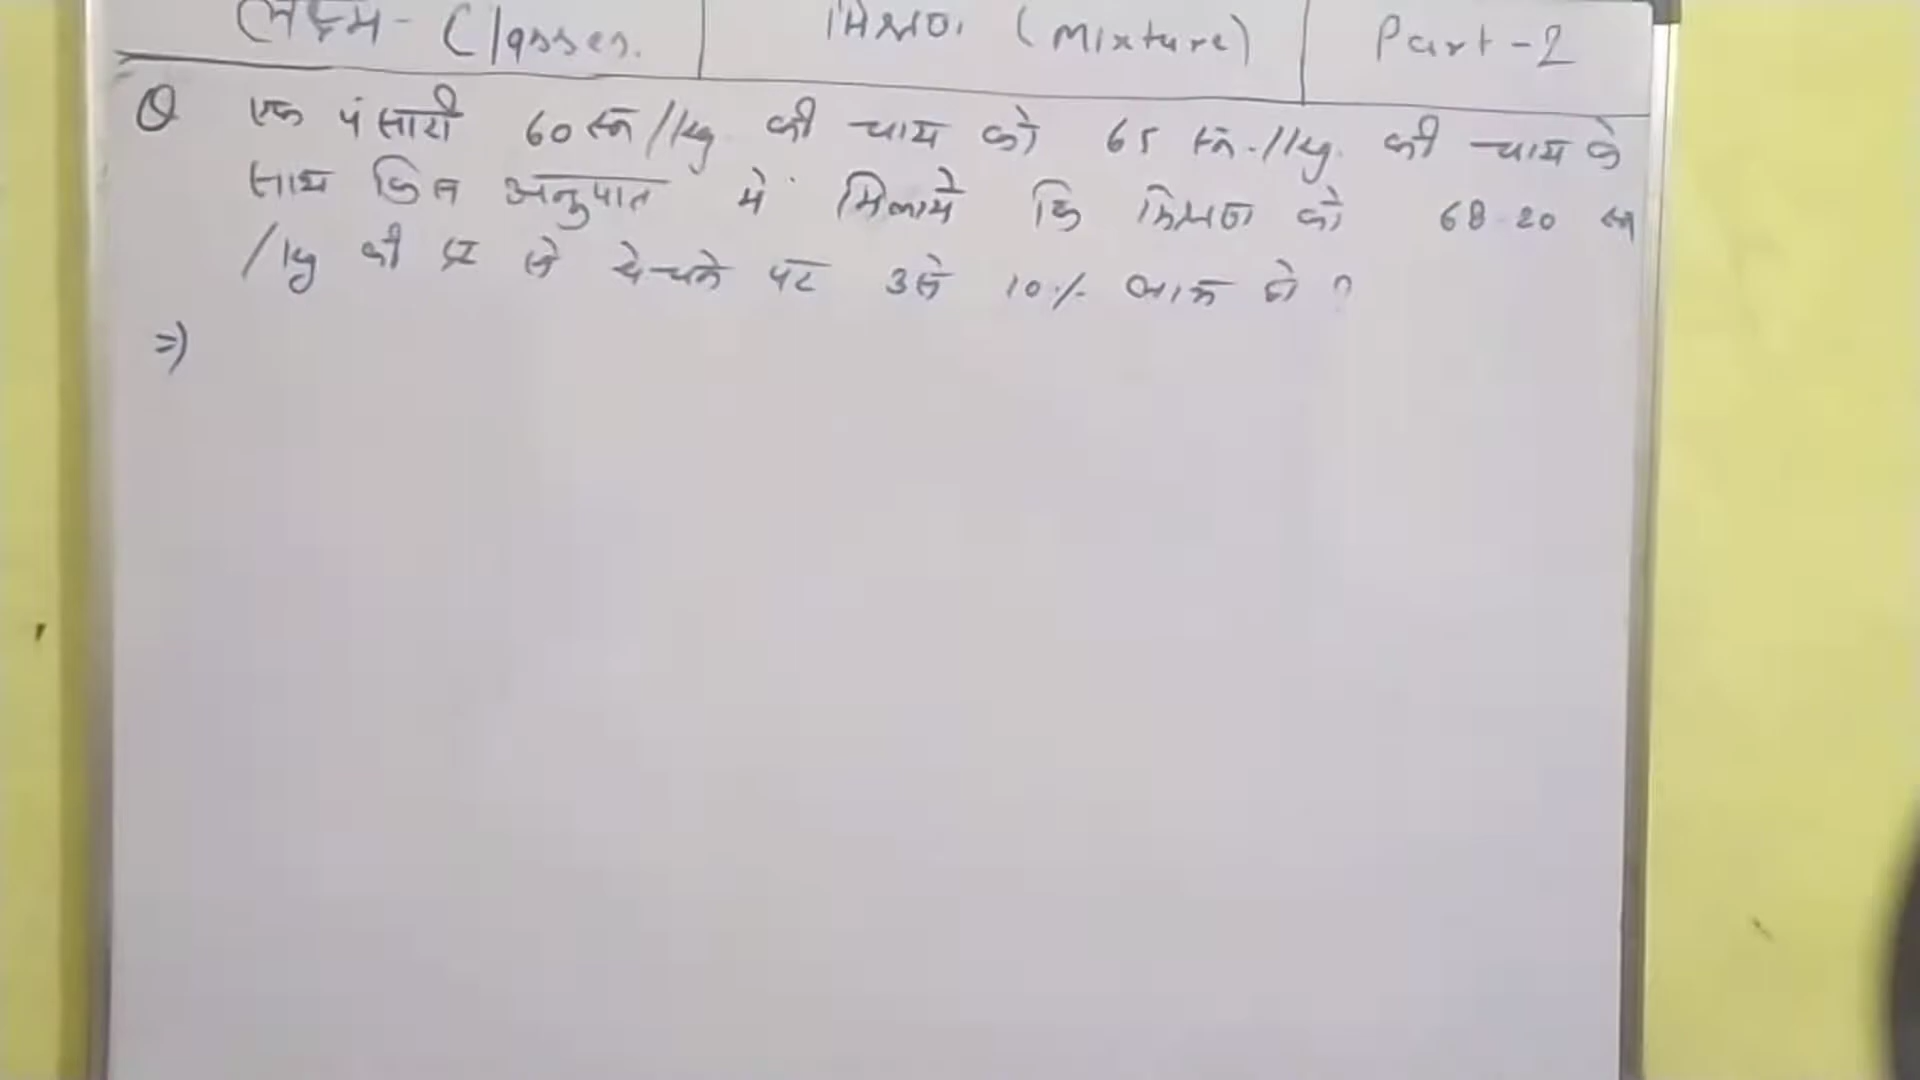 लक्ष्य - Classes. मिश्रण (Mixture) Part-2
Q एक पंसारी 60 रू//kg. की चाय को 65 रू.//kg. की चाय के
साथ किस अनुपात में मिलाये कि मिश्रण को 68.20 रू
/kg की दर से बेचने पर उसे 10% लाभ हो ?
=)